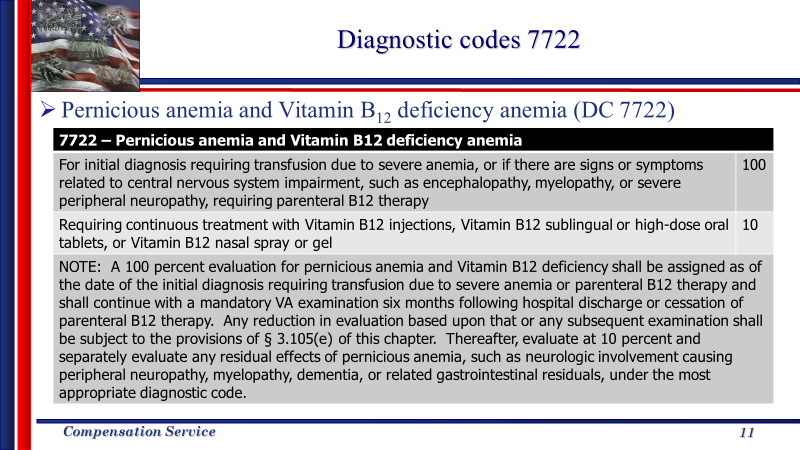 Diagnostic codes 7722
➢ Pernicious anemia and Vitamin B12 deficiency anemia (DC 7722)
7722 – Pernicious anemia and Vitamin B12 deficiency anemia
For initial diagnosis requiring transfusion due to severe anemia, or if there are signs or symptoms 100
related to central nervous system impairment, such as encephalopathy, myelopathy, or severe
peripheral neuropathy, requiring parenteral B12 therapy
Requiring continuous treatment with Vitamin B12 injections, Vitamin B12 sublingual or high-dose oral 10
tablets, or Vitamin B12 nasal spray or gel
NOTE: A 100 percent evaluation for pernicious anemia and Vitamin B12 deficiency shall be assigned as of
the date of the initial diagnosis requiring transfusion due to severe anemia or parenteral B12 therapy and
shall continue with a mandatory VA examination six months following hospital discharge or cessation of
parenteral B12 therapy. Any reduction in evaluation based upon that or any subsequent examination shall
be subject to the provisions of § 3.105(e) of this chapter. Thereafter, evaluate at 10 percent and
separately evaluate any residual effects of pernicious anemia, such as neurologic involvement causing
peripheral neuropathy, myelopathy, dementia, or related gastrointestinal residuals, under the most
appropriate diagnostic code.
Compensation Service 11